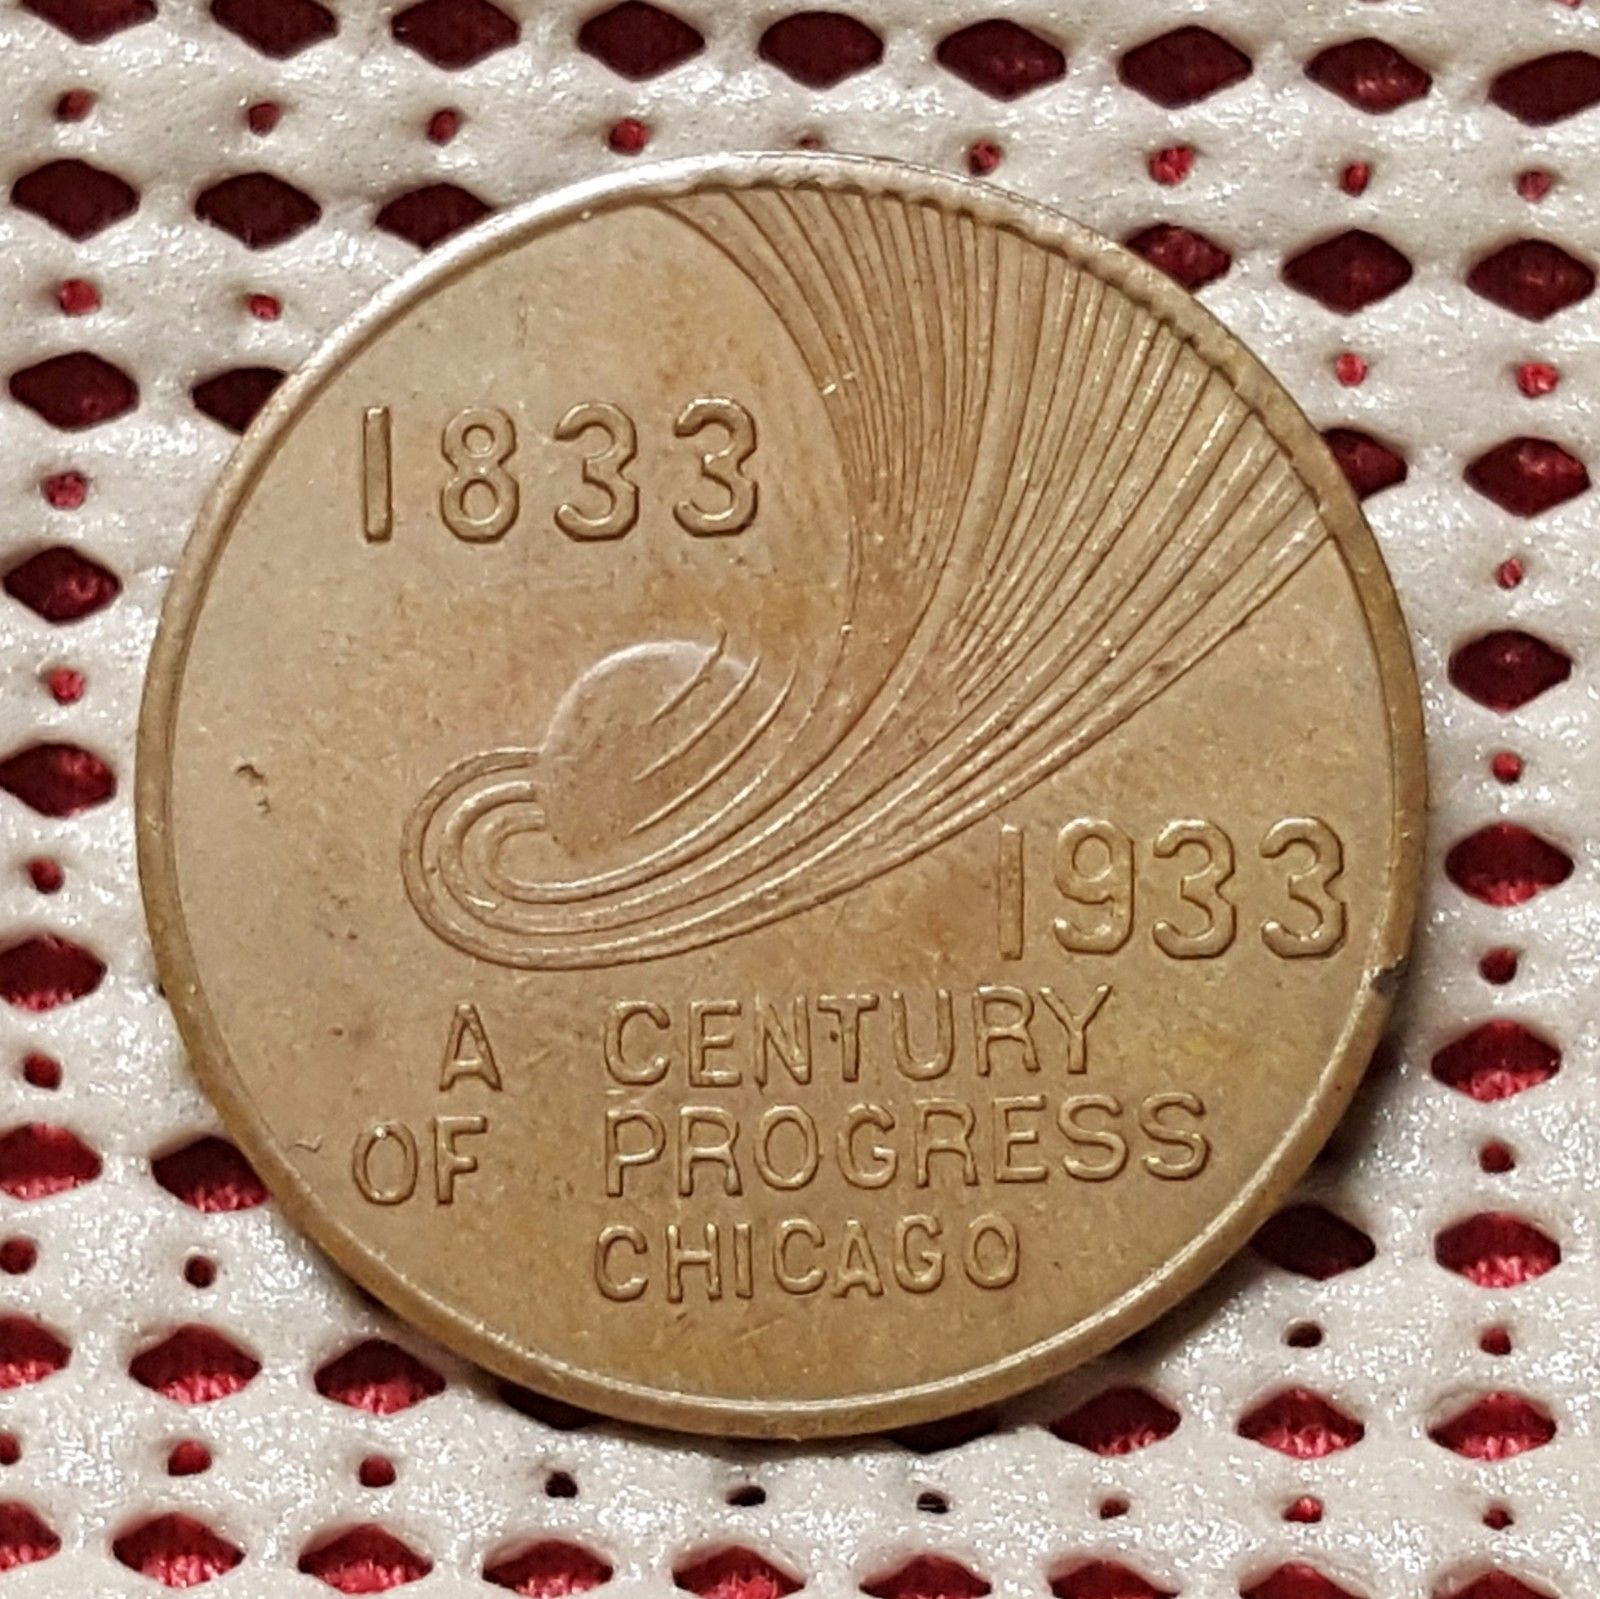 1833
1933
A CENTURY
OF PROGRESS
CHICAGO